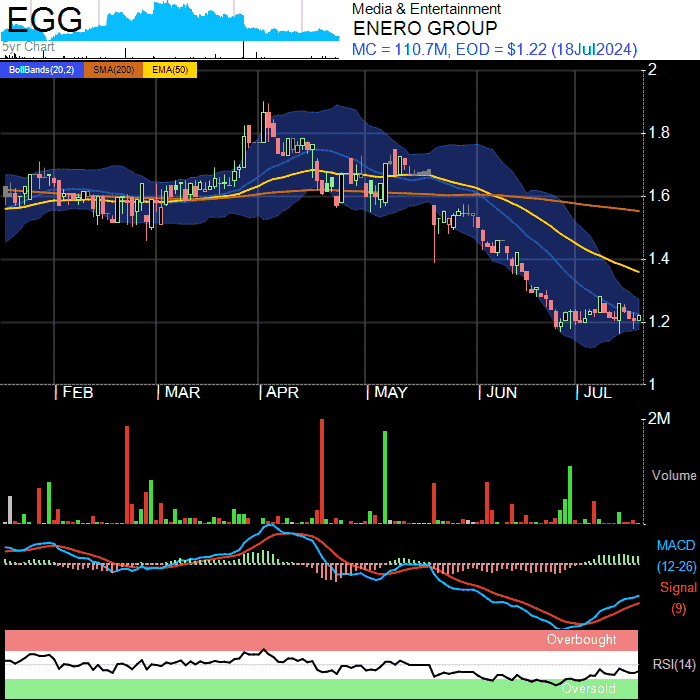 EGG
5yr Chart
Media & Entertainment
ENERO GROUP
MC = 110.7M, EOD = $1.22 (18Jul2024)
BollBands(20,2) SMA(200) EMA(50)
2
1.8
1.6
1.4
1.2
1
| FEB | MAR | APR | MAY | JUN | JUL
2M
Volume
MACD
(12-26)
Signal
(9)
Overbought
RSI(14)
Oversold